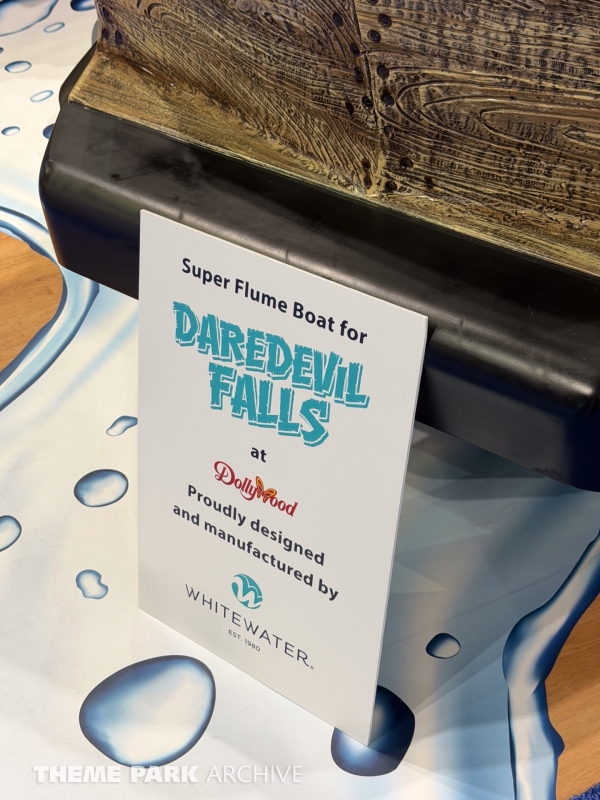 Super Flume Boat for
DAREDEVIL
FALLS
at
Dollywood
Proudly designed
and manufactured by
WHITEWATER®
EST. 1980
THEME PARK ARCHIVE